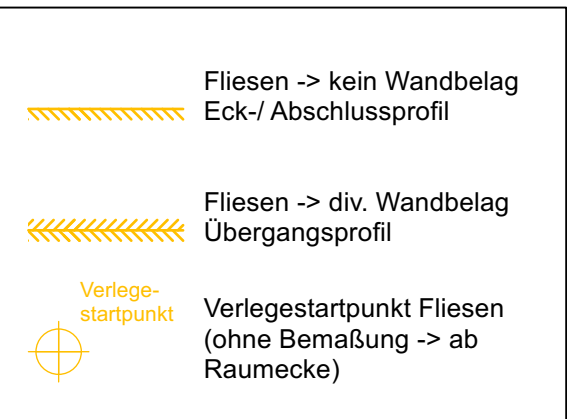 Fliesen -> kein Wandbelag
Eck-/ Abschlussprofil
Fliesen -> div. Wandbelag
Übergangsprofil
Verlege-
startpunkt
Verlegestartpunkt Fliesen
(ohne Bemaßung -> ab
Raumecke)